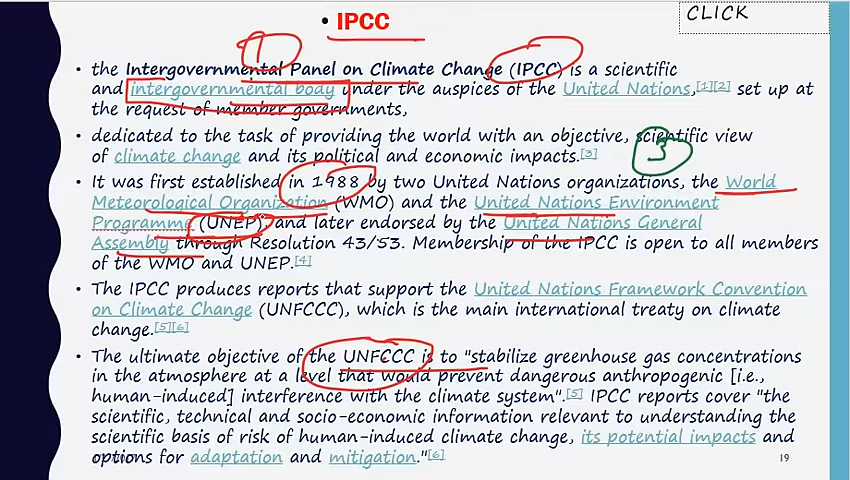 CLICK
• IPCC
1
• the Intergovernmental Panel on Climate Change (IPCC) is a scientific
and intergovernmental body under the auspices of the United Nations,[1][2] set up at
the request of member governments,
• dedicated to the task of providing the world with an objective, scientific view
of climate change and its political and economic impacts.[3]
3
• It was first established in 1988 by two United Nations organizations, the World
Meteorological Organization (WMO) and the United Nations Environment
Programme (UNEP) and later endorsed by the United Nations General
Assembly through Resolution 43/53. Membership of the IPCC is open to all members
of the WMO and UNEP.[4]
• The IPCC produces reports that support the United Nations Framework Convention
on Climate Change (UNFCCC), which is the main international treaty on climate
change.[5][6]
• The ultimate objective of the UNFCCC is to "stabilize greenhouse gas concentrations
in the atmosphere at a level that would prevent dangerous anthropogenic [i.e.,
human-induced] interference with the climate system".[5] IPCC reports cover "the
scientific, technical and socio-economic information relevant to understanding the
scientific basis of risk of human-induced climate change, its potential impacts and
options for adaptation and mitigation."[6]
19